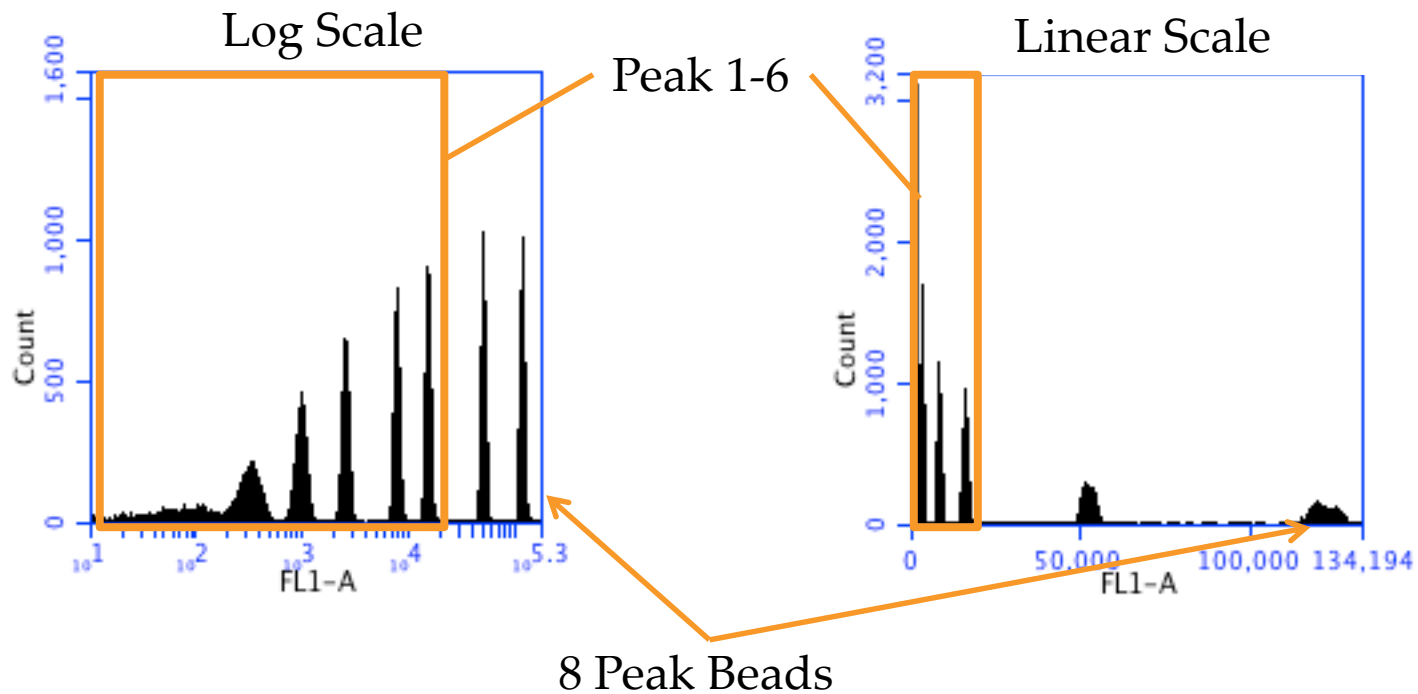 Log Scale
Linear Scale
Peak 1-6
1,600
1,000
500
0
Count
10^1
10^2
10^3
10^4
10^5.3
FL1-A
3,200
2,000
1,000
0
Count
0
50,000
100,000
134,194
FL1-A
8 Peak Beads